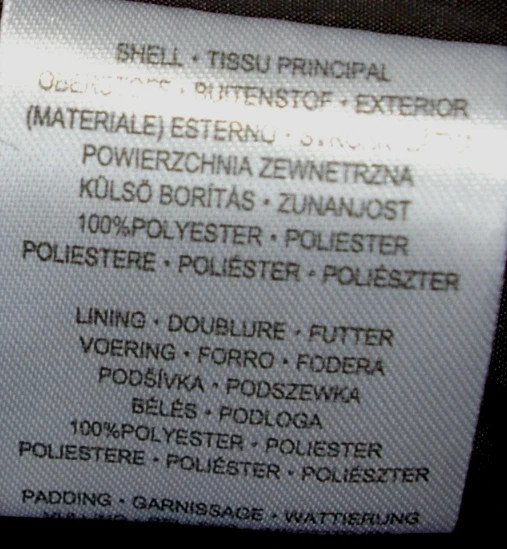 SHELL • TISSU PRINCIPAL
OBERSTOFF • BUITENSTOF • EXTERIOR
(MATERIALE) ESTERNO •
POWIERZCHNIA ZEWNETRZNA
KÜLSŐ BORÍTÁS • ZUNANJOST
100%POLYESTER • POLIESTER
POLIESTERE • POLIÉSTER • POLIÉSZTER
LINING • DOUBLURE • FUTTER
VOERING • FORRO • FODERA
PODŠÍVKA • PODSZEWKA
BÉLÉS • PODLOGA
100%POLYESTER • POLIESTER
POLIESTERE • POLIÉSTER • POLIÉSZTER
PADDING • GARNISSAGE • WATTIERUNG